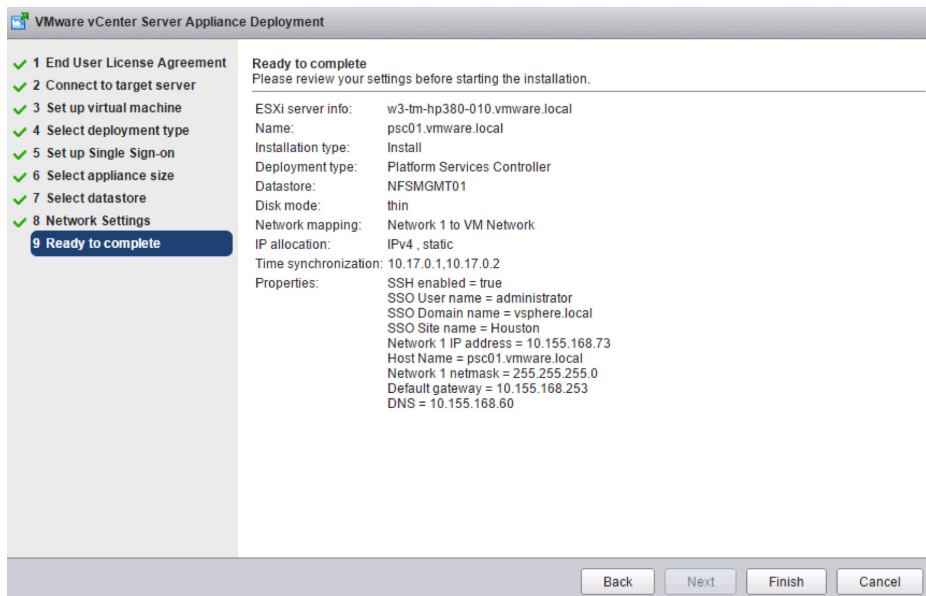 VMware vCenter Server Appliance Deployment
1 End User License Agreement
2 Connect to target server
3 Set up virtual machine
4 Select deployment type
5 Set up Single Sign-on
6 Select appliance size
7 Select datastore
8 Network Settings
9 Ready to complete
Ready to complete
Please review your settings before starting the installation.
ESXi server info: w3-tm-hp380-010.vmware.local
Name: psc01.vmware.local
Installation type: Install
Deployment type: Platform Services Controller
Datastore: NFSMGMT01
Disk mode: thin
Network mapping: Network 1 to VM Network
IP allocation: IPv4 , static
Time synchronization: 10.17.0.1,10.17.0.2
Properties: SSH enabled = true
SSO User name = administrator
SSO Domain name = vsphere.local
SSO Site name = Houston
Network 1 IP address = 10.155.168.73
Host Name = psc01.vmware.local
Network 1 netmask = 255.255.255.0
Default gateway = 10.155.168.253
DNS = 10.155.168.60
Back Next Finish Cancel